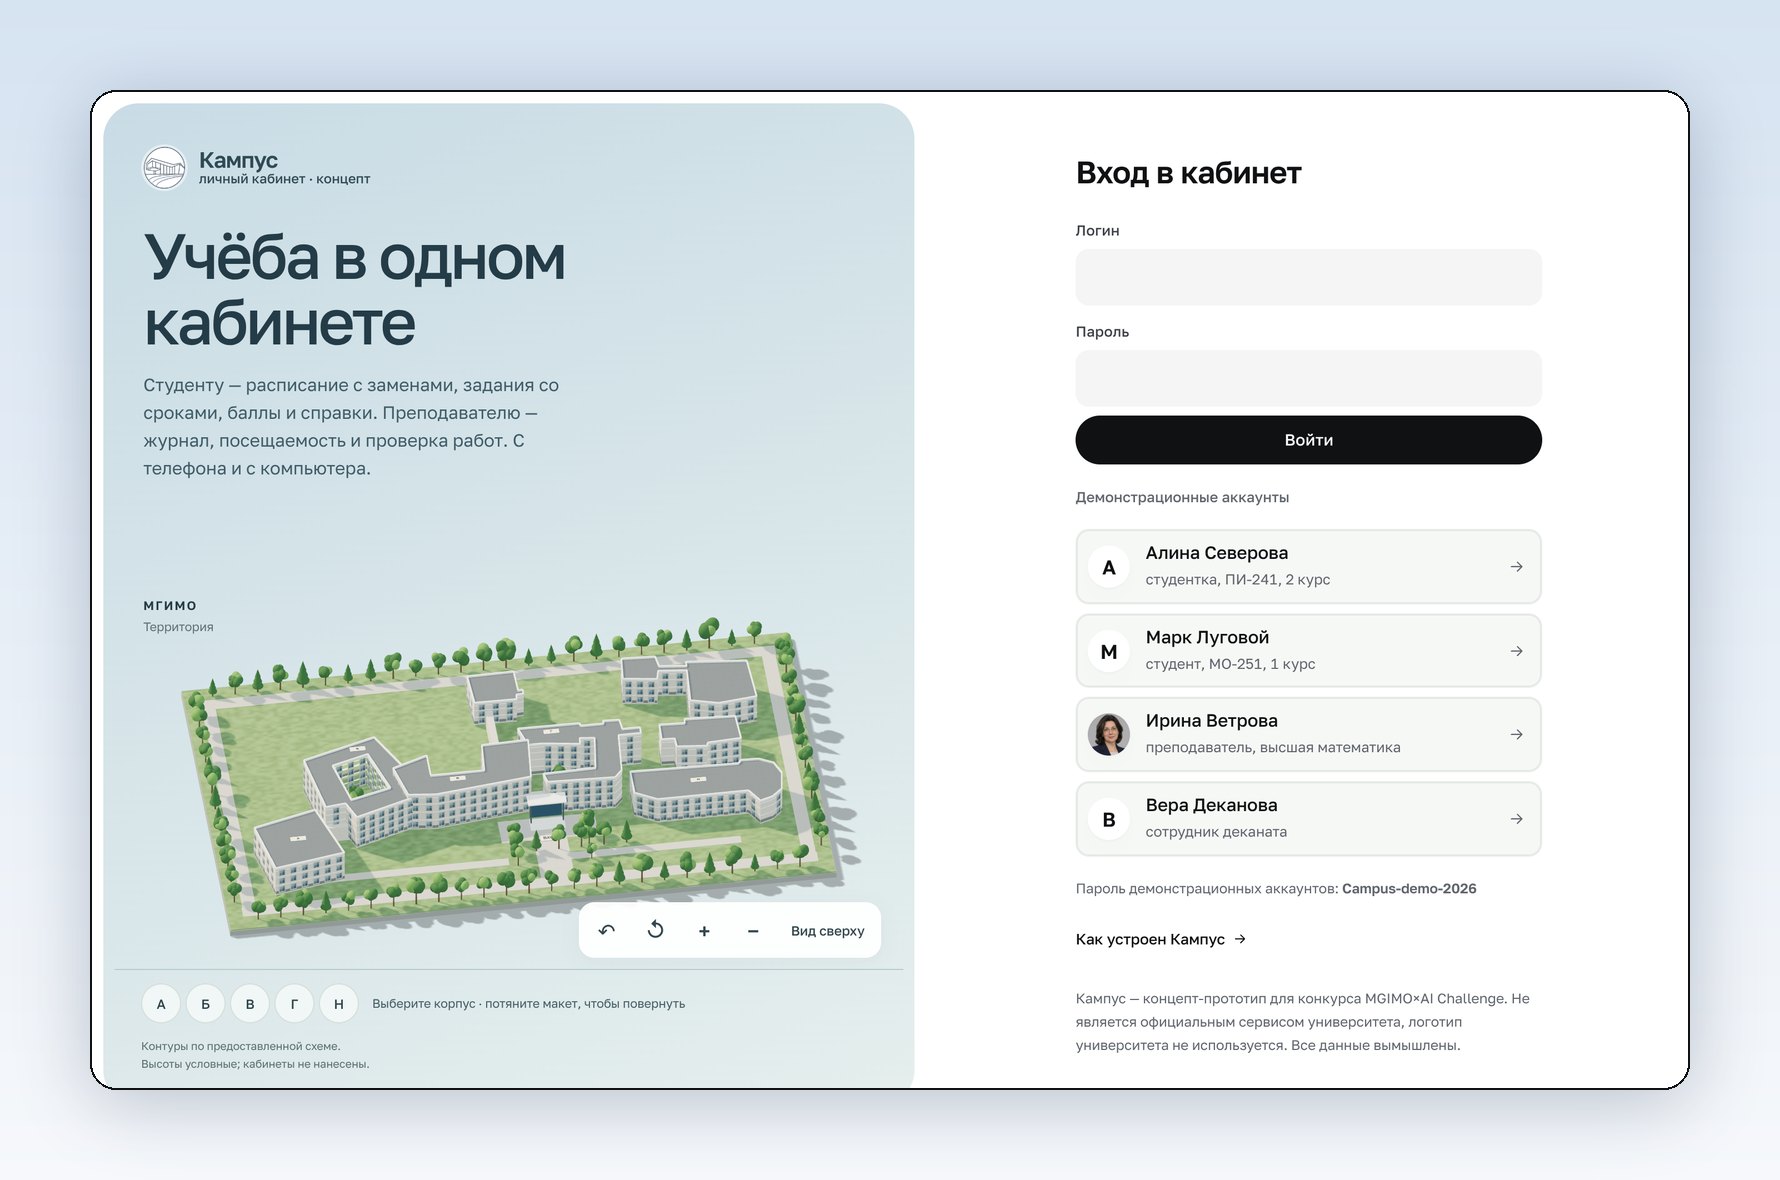 Кампус
личный кабинет · концепт
Учёба в одном
кабинете
Студенту — расписание с заменами, задания со
сроками, баллы и справки. Преподавателю —
журнал, посещаемость и проверка работ. С
телефона и с компьютера.
МГИМО
Территория
Вид сверху
А Б В Г Н
Выберите корпус · потяните макет, чтобы повернуть
Контуры по предоставленной схеме.
Высоты условные; кабинеты не нанесены.
Вход в кабинет
Логин
Пароль
Войти
Демонстрационные аккаунты
А
Алина Северова
студентка, ПИ-241, 2 курс
М
Марк Луговой
студент, МО-251, 1 курс
Ирина Ветрова
преподаватель, высшая математика
В
Вера Деканова
сотрудник деканата
Пароль демонстрационных аккаунтов: Campus-demo-2026
Как устроен Кампус →
Кампус — концепт-прототип для конкурса MGIMO×AI Challenge. Не
является официальным сервисом университета, логотип
университета не используется. Все данные вымышлены.